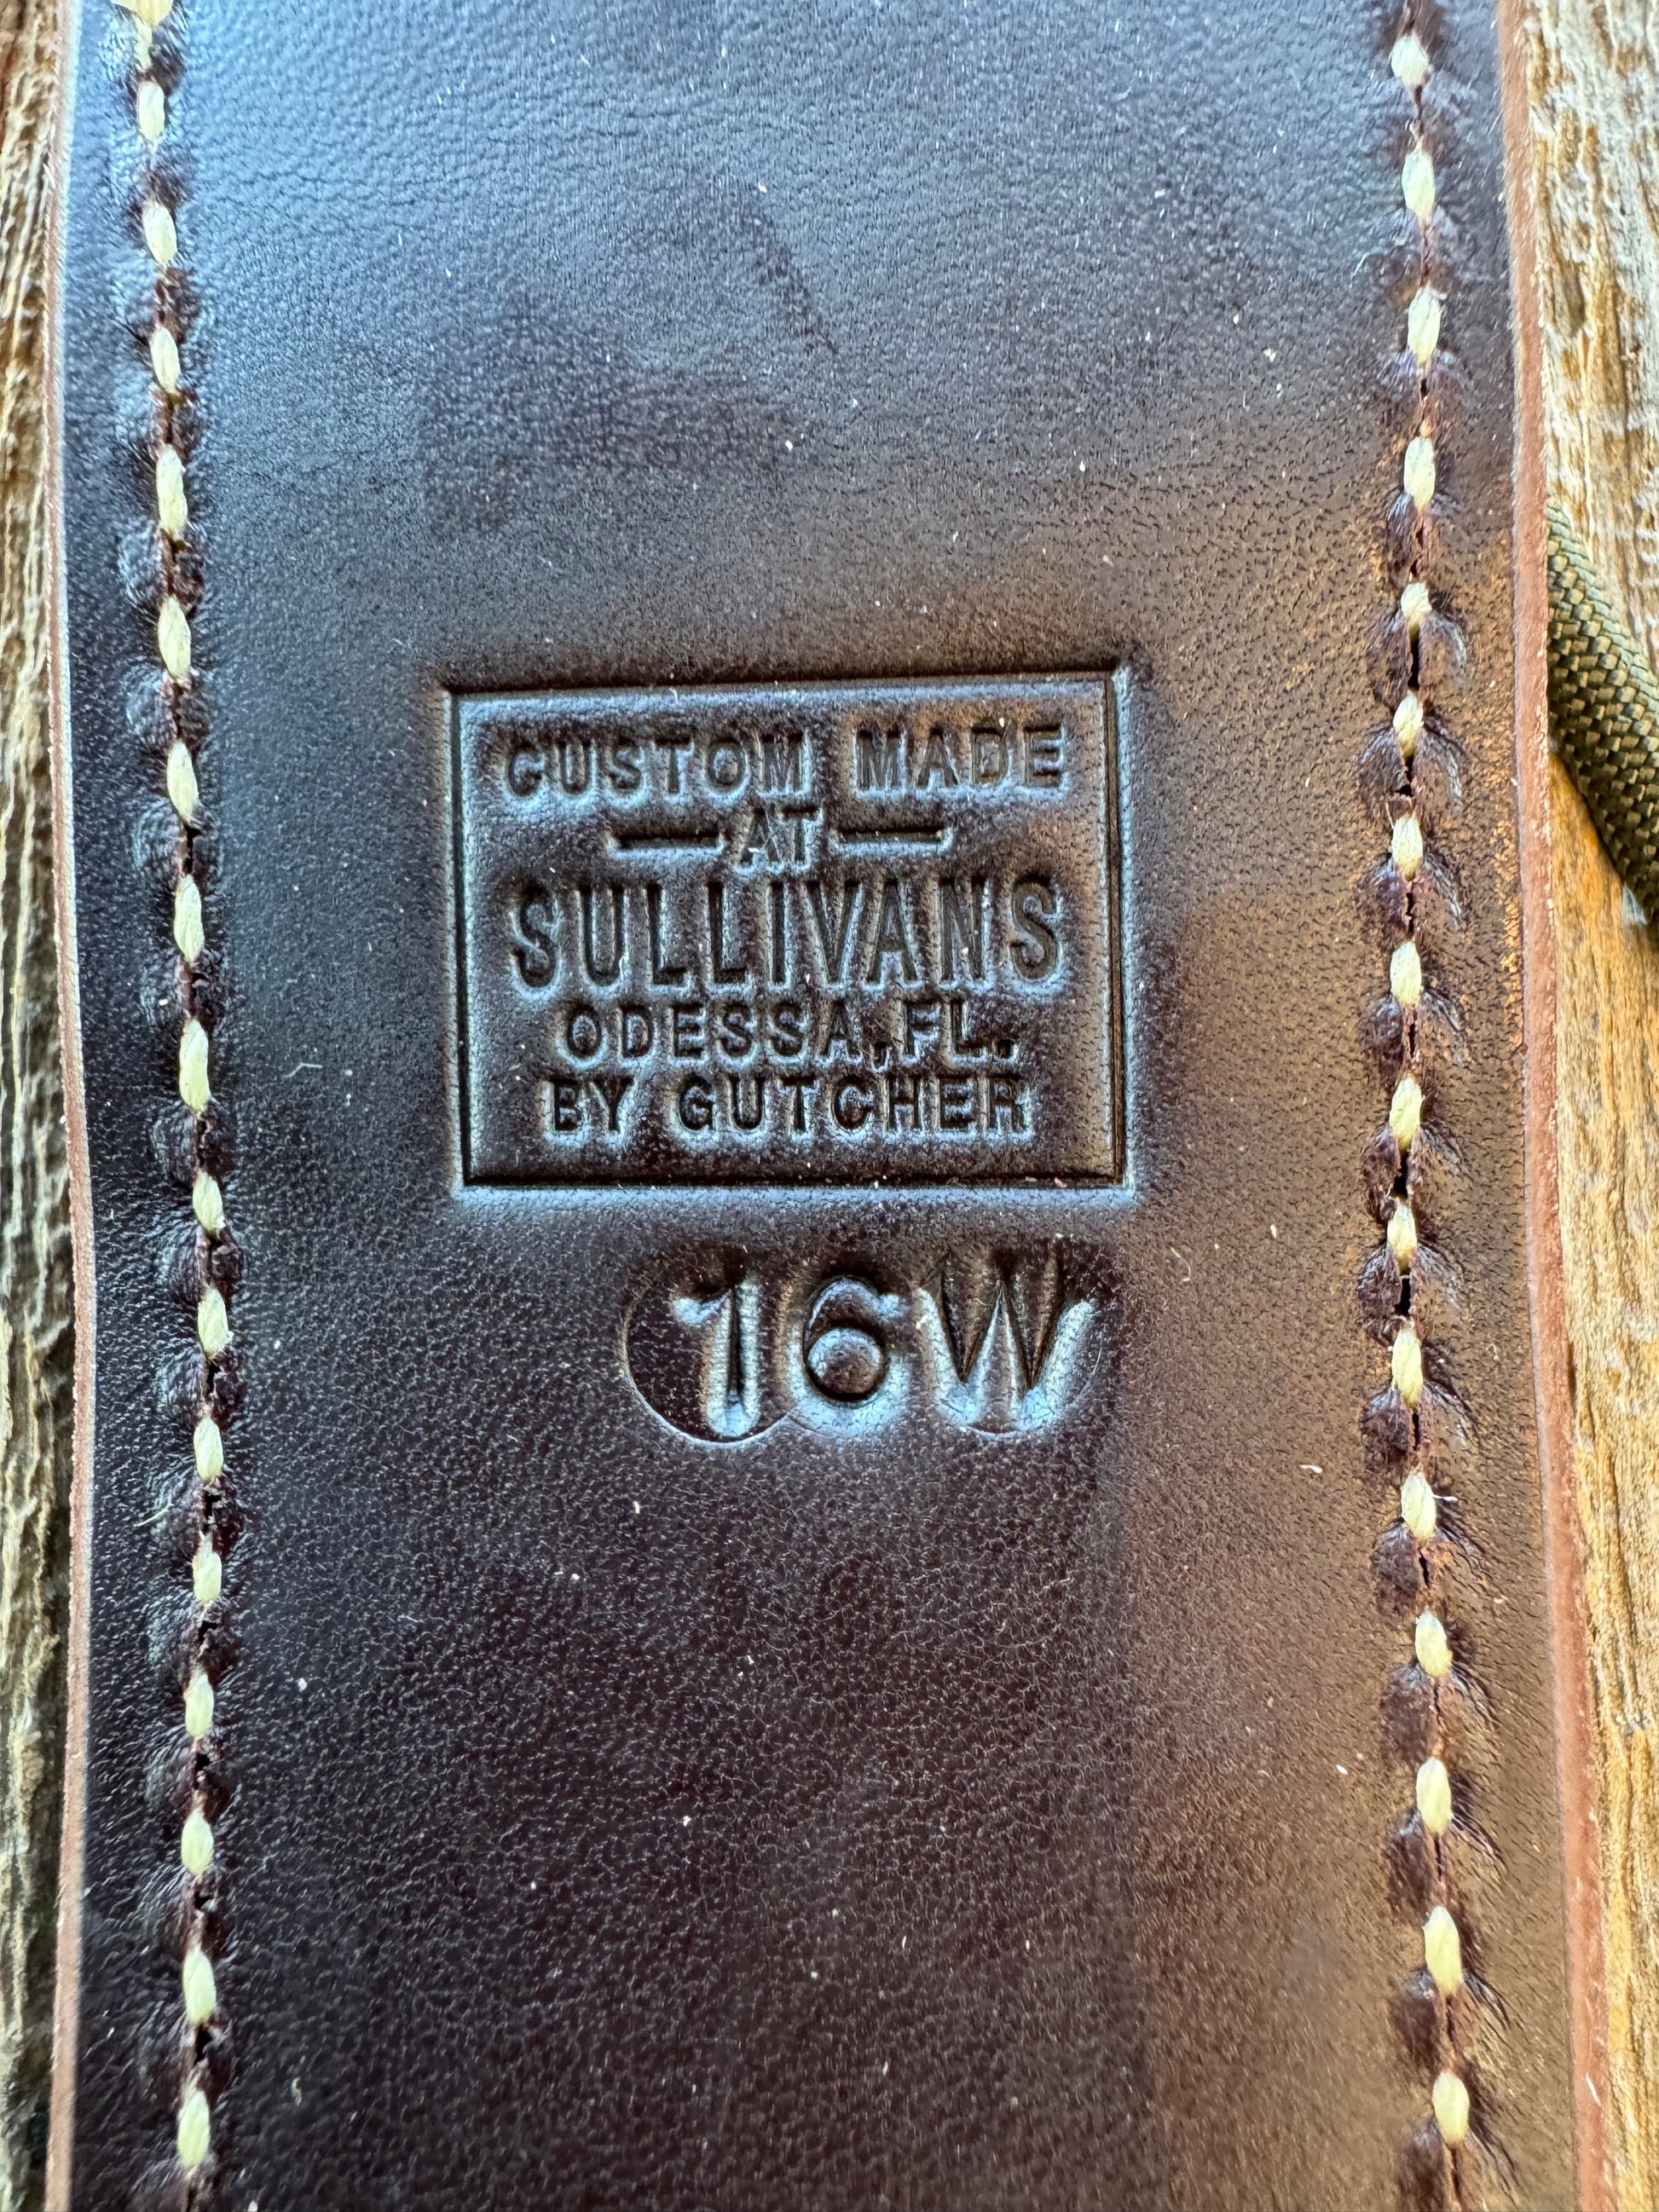 CUSTOM MADE
— AT —
SULLIVANS
ODESSA, FL.
BY GUTCHER
16W